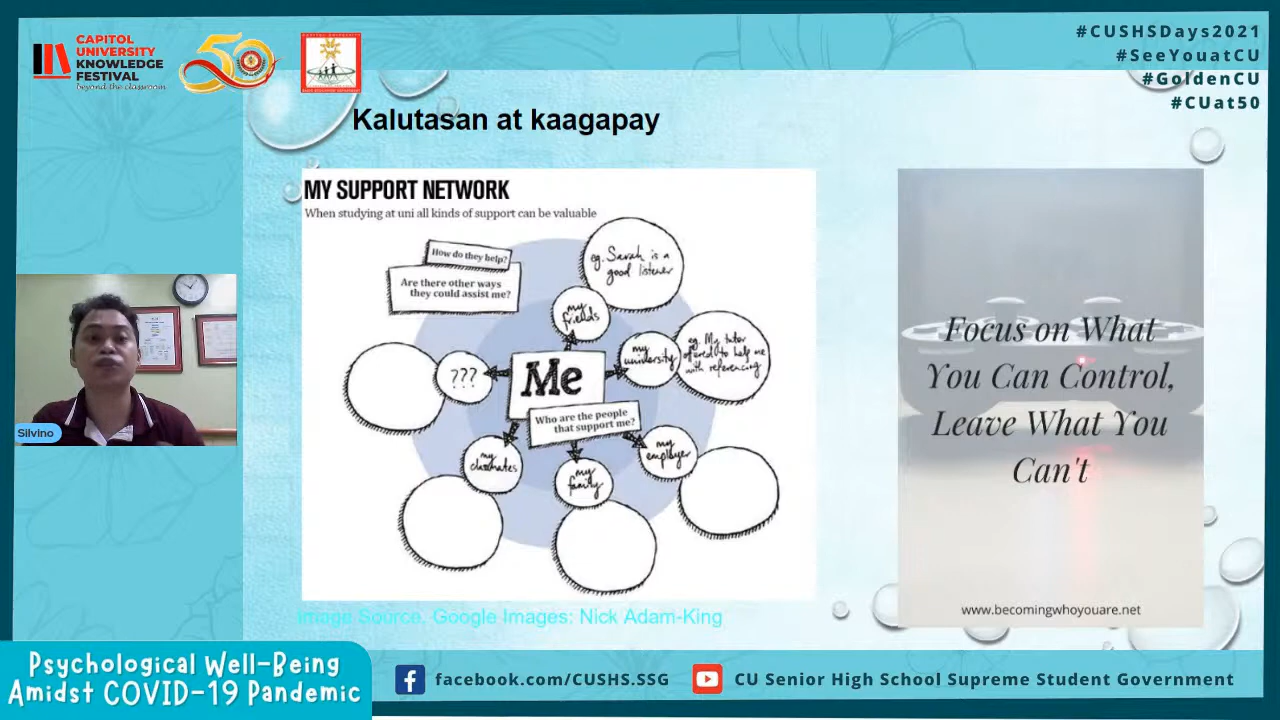 CAPITOL
UNIVERSITY
KNOWLEDGE
FESTIVAL
beyond the classroom
50
#CUSHSDays2021
#SeeYouatCU
#GoldenCU
#CUat50
Kalutasan at kaagapay
MY SUPPORT NETWORK
When studying at uni all kinds of support can be valuable
How do they help?
Are there other ways
they could assist me?
eg. Sarah is a
good listener
my
friends
my
university
eg. My tutor
offered to help me
with referencing
???
Me
Who are the people
that support me?
my
classmates
my
family
my
employer
Focus on What
You Can Control,
Leave What You
Can't
www.becomingwhoyouare.net
Silvino
Image Source. Google Images: Nick Adam-King
Psychological Well-Being
Amidst COVID-19 Pandemic
facebook.com/CUSHS.SSG
CU Senior High School Supreme Student Government